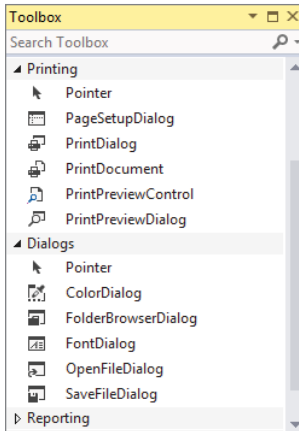 Toolbox
Search Toolbox
Printing
Pointer
PageSetupDialog
PrintDialog
PrintDocument
PrintPreviewControl
PrintPreviewDialog
Dialogs
Pointer
ColorDialog
FolderBrowserDialog
FontDialog
OpenFileDialog
SaveFileDialog
Reporting